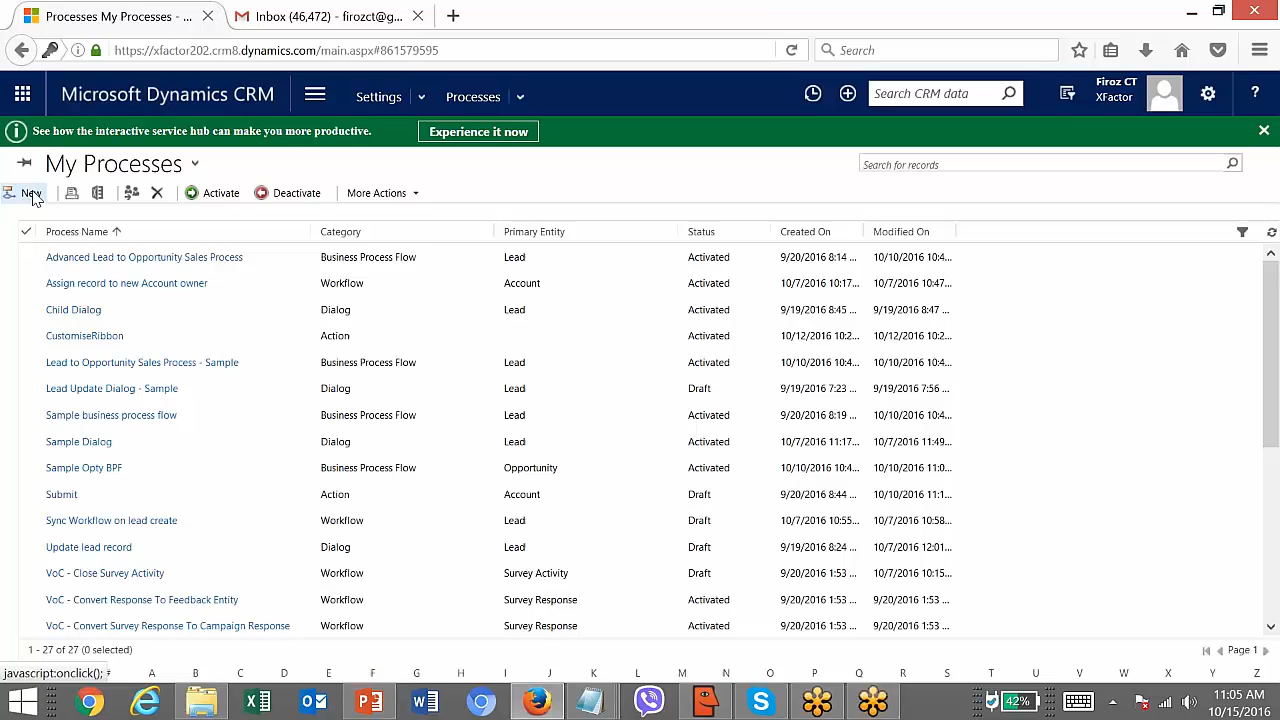 Processes My Processes - ...
Inbox (46,472) - firozct@g...
https://xfactor202.crm8.dynamics.com/main.aspx#861579595
Search
Microsoft Dynamics CRM
Settings
Processes
Search CRM data
Firoz CT
XFactor
?
See how the interactive service hub can make you more productive.
Experience it now
My Processes
Search for records
New
Activate
Deactivate
More Actions
Process Name Category Primary Entity Status Created On Modified On
Advanced Lead to Opportunity Sales Process Business Process Flow Lead Activated 9/20/2016 8:14 ... 10/10/2016 10:4...
Assign record to new Account owner Workflow Account Activated 10/7/2016 10:17... 10/7/2016 10:47...
Child Dialog Dialog Lead Activated 9/19/2016 8:45 ... 9/19/2016 8:47 ...
CustomiseRibbon Action Activated 10/12/2016 10:2... 10/12/2016 10:2...
Lead to Opportunity Sales Process - Sample Business Process Flow Lead Activated 10/10/2016 10:4... 10/10/2016 10:4...
Lead Update Dialog - Sample Dialog Lead Draft 9/19/2016 7:23 ... 9/19/2016 7:56 ...
Sample business process flow Business Process Flow Lead Activated 9/20/2016 8:19 ... 10/10/2016 10:4...
Sample Dialog Dialog Lead Activated 10/7/2016 11:17... 10/7/2016 11:49...
Sample Opty BPF Business Process Flow Opportunity Activated 10/10/2016 10:4... 10/10/2016 11:0...
Submit Action Account Draft 9/20/2016 8:44 ... 10/10/2016 11:1...
Sync Workflow on lead create Workflow Lead Draft 10/7/2016 10:55... 10/7/2016 10:58...
Update lead record Dialog Lead Draft 9/19/2016 8:24 ... 10/7/2016 12:01...
VoC - Close Survey Activity Workflow Survey Activity Draft 9/20/2016 1:53 ... 10/7/2016 10:15...
VoC - Convert Response To Feedback Entity Workflow Survey Response Activated 9/20/2016 1:53 ... 9/20/2016 1:53 ...
VoC - Convert Survey Response To Campaign Response Workflow Survey Response Activated 9/20/2016 1:53 ... 9/20/2016 1:53 ...
1 - 27 of 27 (0 selected)
Page 1
javascript:onclick();
# A B C D E F G H I J K L M N O P Q R S T U V W X Y Z
42%
11:05 AM
10/15/2016